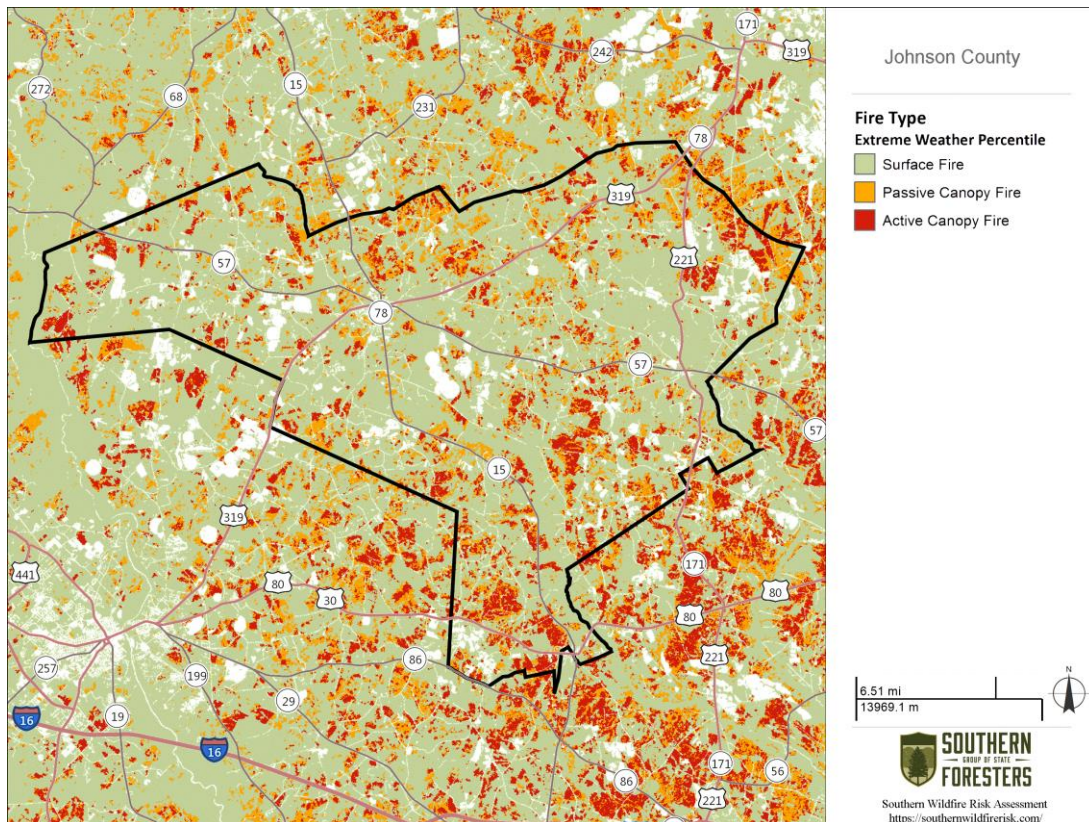 171
242
319
272
68
15
231
78
319
57
221
78
57
57
15
319
171
441
80
30
80
80
86
221
257
199
29
19
16
16
171
56
86
221
Johnson County
Fire Type
Extreme Weather Percentile
Surface Fire
Passive Canopy Fire
Active Canopy Fire
6.51 mi
13969.1 m
N
SOUTHERN
GROUP OF STATE
FORESTERS
Southern Wildfire Risk Assessment
https://southernwildfirerisk.com/